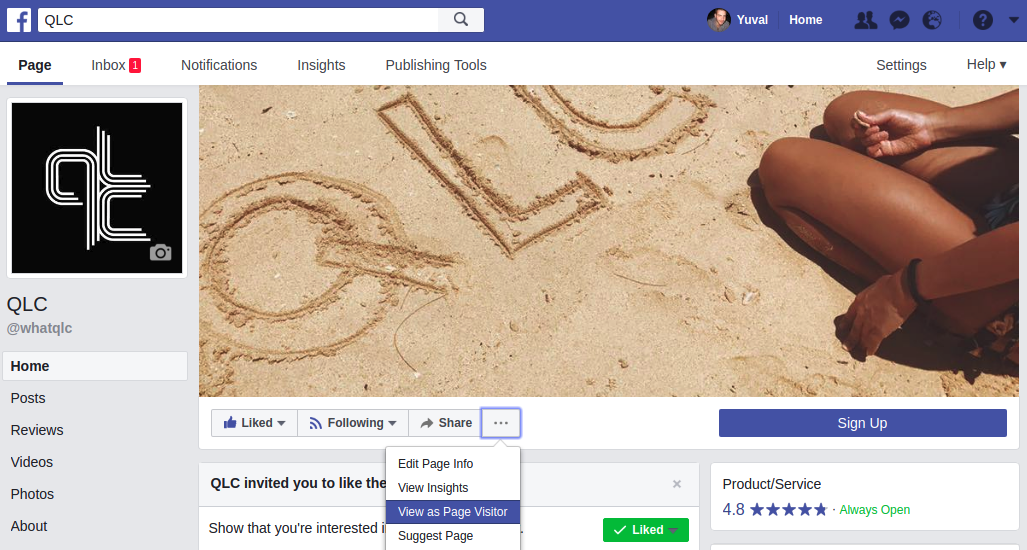 QLC
Yuval
Home
Page
Inbox 1
Notifications
Insights
Publishing Tools
Settings
Help
QLC
qlc
QLC
@whatqlc
Home
Posts
Reviews
Videos
Photos
About
Liked
Following
Share
Sign Up
Edit Page Info
View Insights
View as Page Visitor
Suggest Page
QLC invited you to like the
Show that you're interested i
Liked
Product/Service
4.8 · Always Open